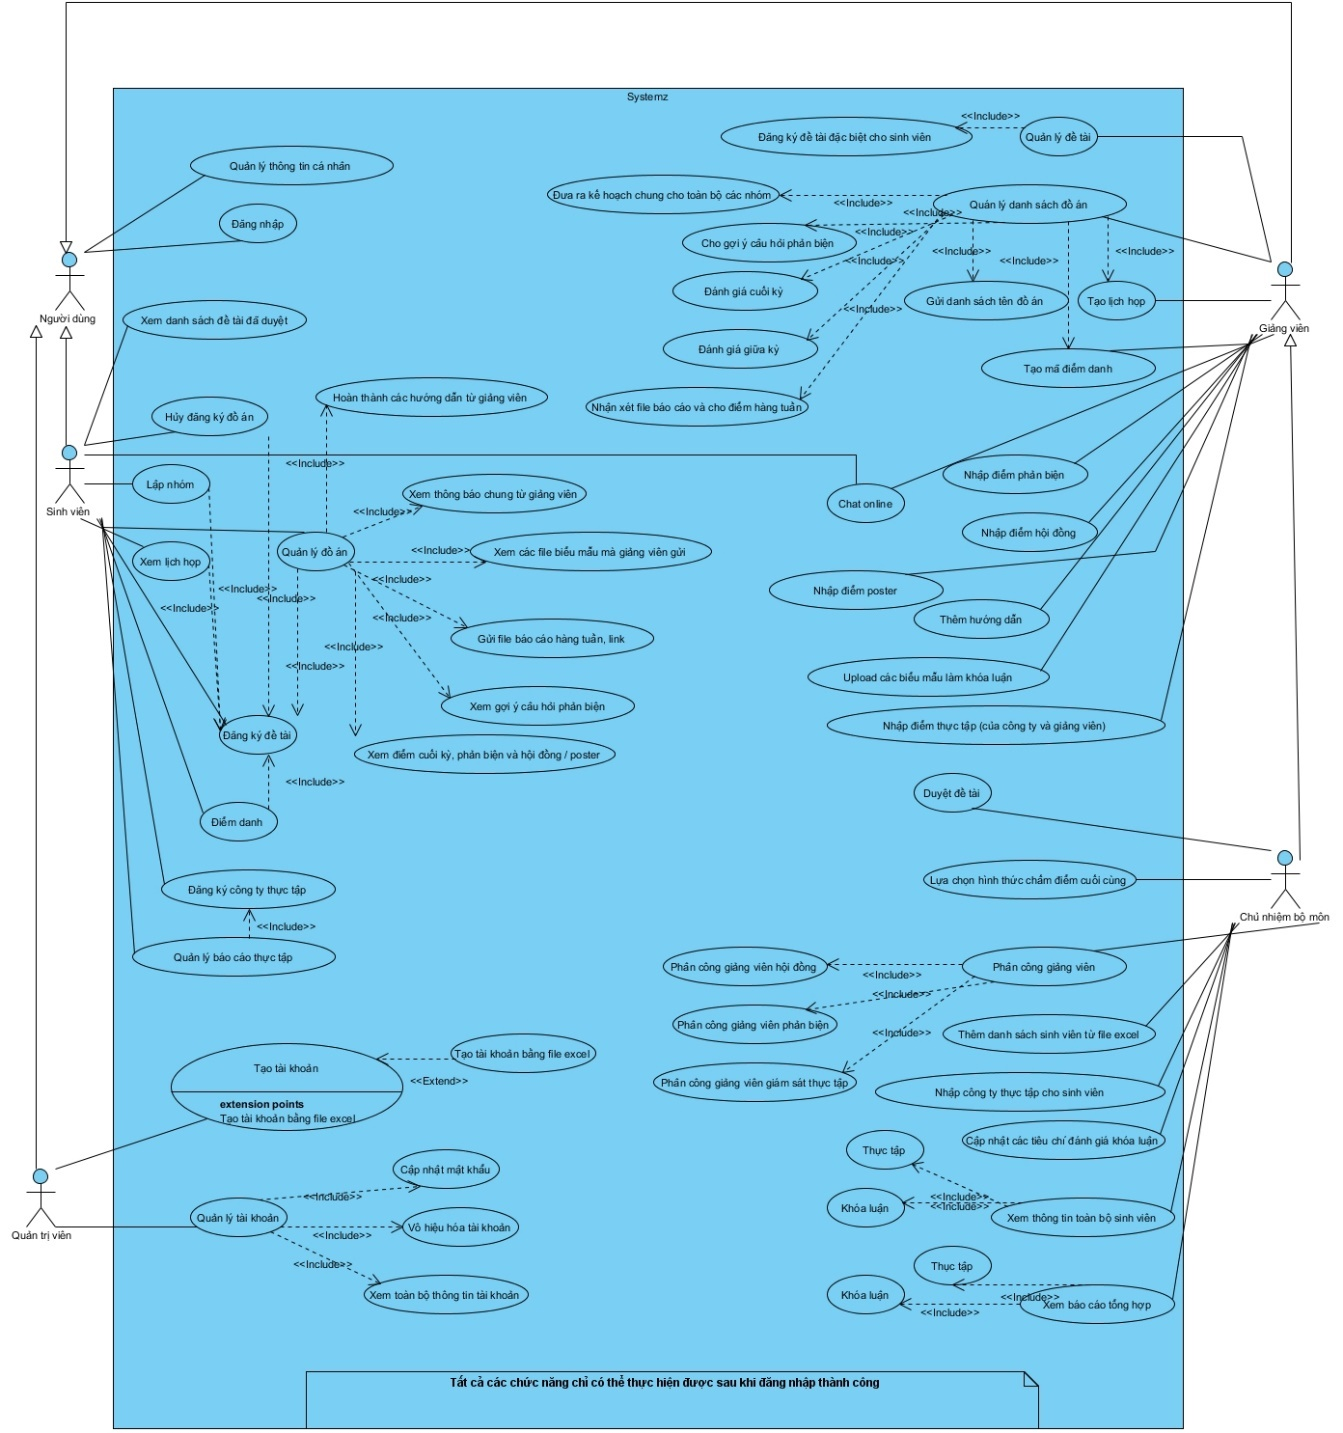 Systemz
<<Include>>
Đăng ký đề tài đặc biệt cho sinh viên
Quản lý đề tài
Quản lý thông tin cá nhân
Đưa ra kế hoạch chung cho toàn bộ các nhóm
<<Include>>
Quản lý danh sách đồ án
<<Include>>
Đăng nhập
<<Include>>
Cho gợi ý câu hỏi phản biện
<<Include>>
<<Include>>
<<Include>>
<<Include>>
Đánh giá cuối kỳ
Gửi danh sách tên đồ án
Tạo lịch họp
<<Include>>
Người dùng
Xem danh sách đề tài đã duyệt
Giảng viên
Đánh giá giữa kỳ
Tạo mã điểm danh
Hoàn thành các hướng dẫn từ giảng viên
Nhận xét file báo cáo và cho điểm hàng tuần
Hủy đăng ký đồ án
<<Include>>
Nhập điểm phản biện
Lập nhóm
Xem thông báo chung từ giảng viên
Chat online
Sinh viên
<<Include>>
Nhập điểm hội đồng
Quản lý đồ án
<<Include>>
Xem các file biểu mẫu mà giảng viên gửi
Xem lịch họp
<<Include>>
<<Include>>
<<Include>>
Nhập điểm poster
<<Include>>
<<Include>>
Thêm hướng dẫn
Gửi file báo cáo hàng tuần, link
<<Include>>
<<Include>>
Upload các biểu mẫu làm khóa luận
Xem gợi ý câu hỏi phản biện
Nhập điểm thực tập (của công ty và giảng viên)
Đăng ký đề tài
Xem điểm cuối kỳ, phản biện và hội đồng / poster
<<Include>>
Duyệt đề tài
Điểm danh
Lựa chọn hình thức chấm điểm cuối cùng
Đăng ký công ty thực tập
Chủ nhiệm bộ môn
<<Include>>
Quản lý báo cáo thực tập
Phân công giảng viên hội đồng
<<Include>>
Phân công giảng viên
<<Include>>
Phân công giảng viên phản biện
<<Include>>
Thêm danh sách sinh viên từ file excel
Tạo tài khoản bằng file excel
Tạo tài khoản
<<Extend>>
Phân công giảng viên giám sát thực tập
Nhập công ty thực tập cho sinh viên
extension points
Tạo tài khoản bằng file excel
Cập nhật các tiêu chí đánh giá khóa luận
Thực tập
Cập nhật mật khẩu
<<Include>>
<<Include>>
<<Include>>
Khóa luận
Quản lý tài khoản
Xem thông tin toàn bộ sinh viên
Vô hiệu hóa tài khoản
<<Include>>
Quản trị viên
<<Include>>
Thục tập
Xem toàn bộ thông tin tài khoản
Khóa luận
<<Include>>
Xem báo cáo tổng hợp
<<Include>>
Tất cả các chức năng chỉ có thể thực hiện được sau khi đăng nhập thành công